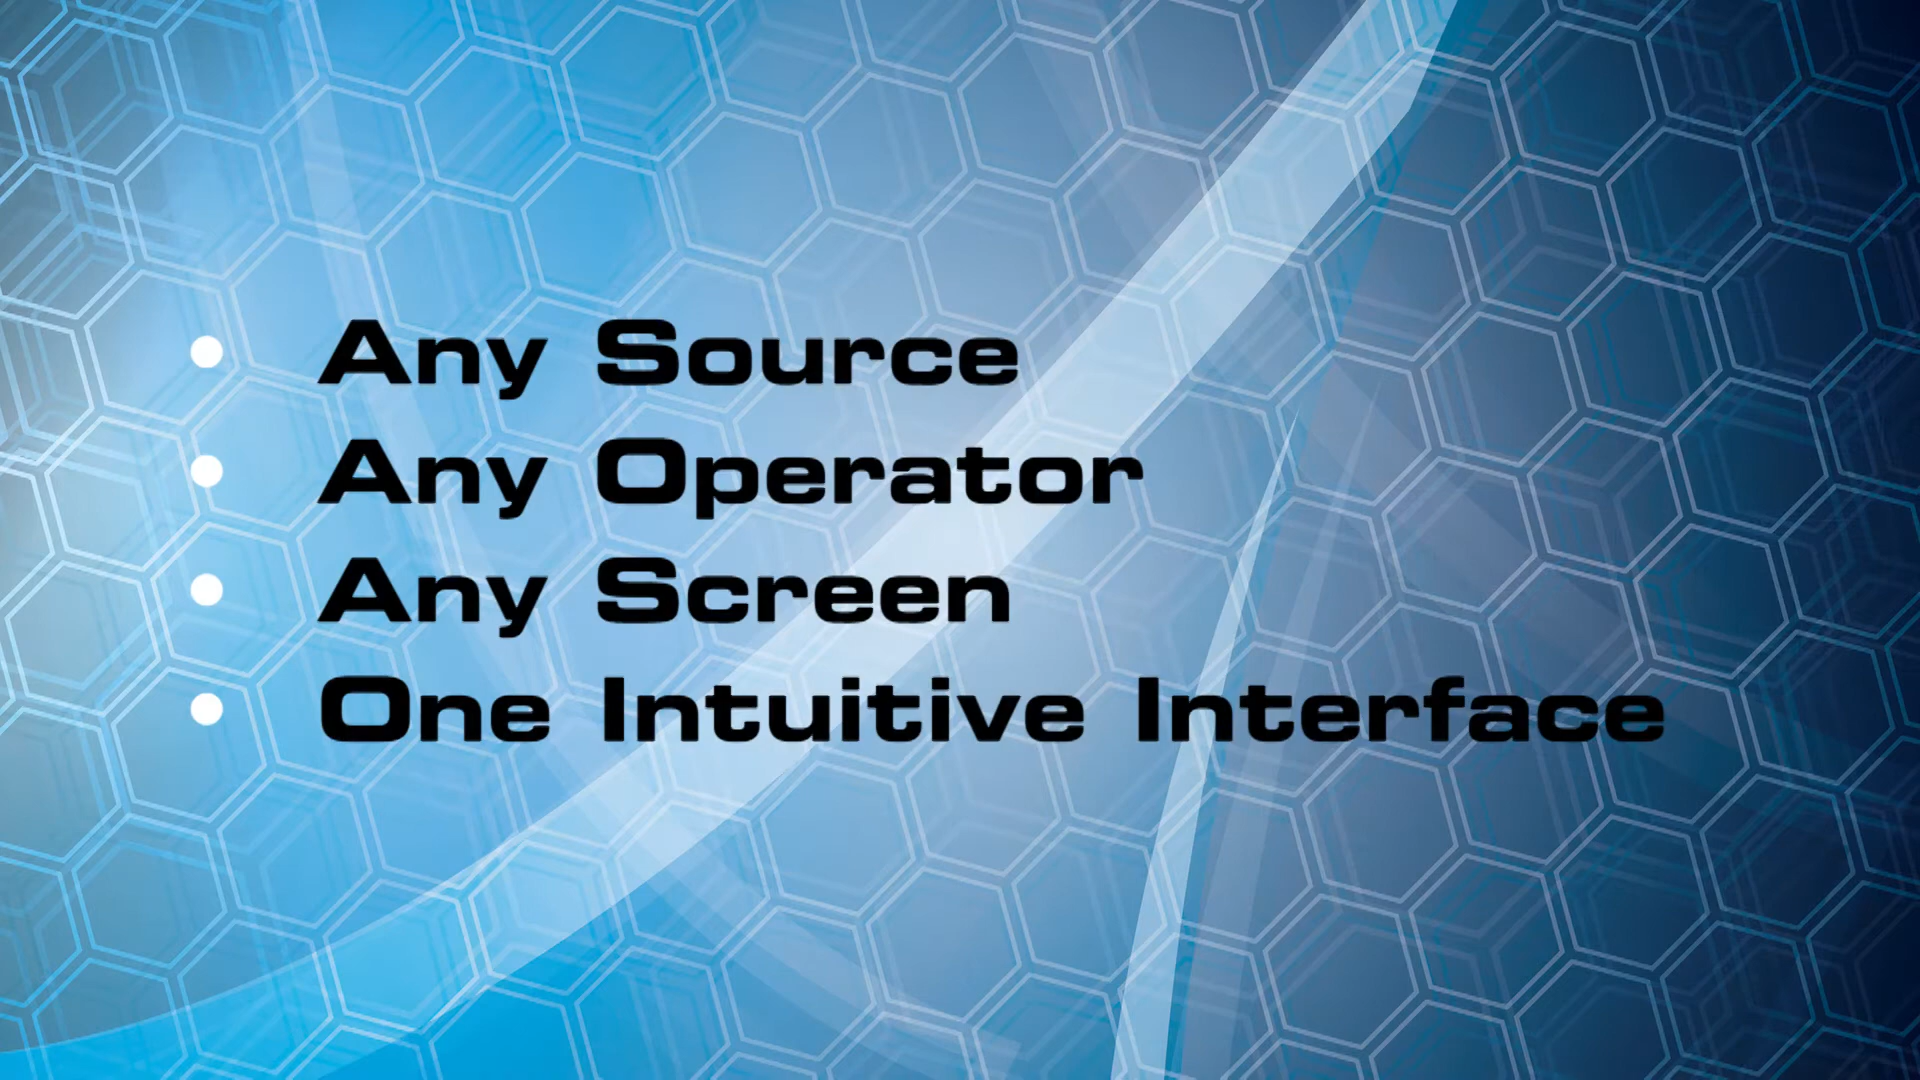 • Any Source
• Any Operator
• Any Screen
• One Intuitive Interface